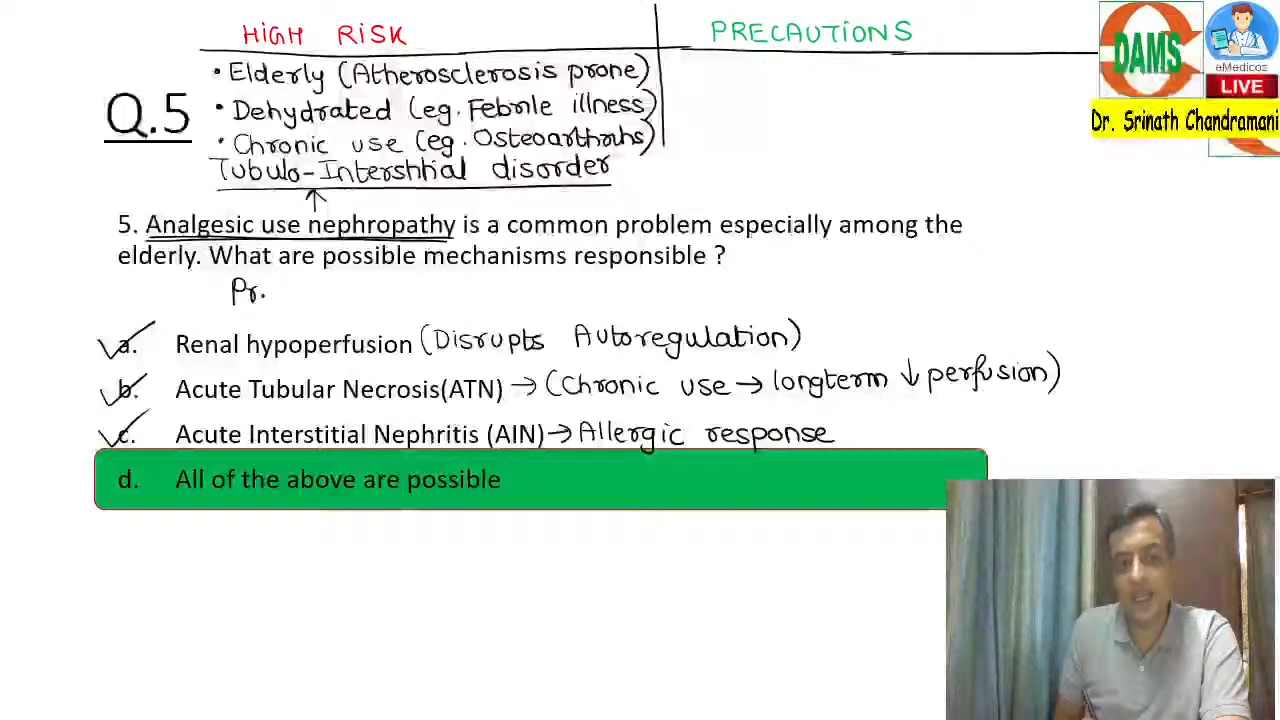 HIGH RISK
PRECAUTIONS
• Elderly (Atherosclerosis prone)
• Dehydrated (eg. Febrile illness)
• Chronic use (eg. Osteoarthritis)
Q.5
Tubulo-Interstitial disorder
5. Analgesic use nephropathy is a common problem especially among the
elderly. What are possible mechanisms responsible ?
Pr.
a. Renal hypoperfusion (Disrupts Autoregulation)
b. Acute Tubular Necrosis(ATN) → (Chronic use → longterm ↓ perfusion)
c. Acute Interstitial Nephritis (AIN) → Allergic response
d. All of the above are possible
DAMS
eMedicoz
LIVE
Dr. Srinath Chandramani